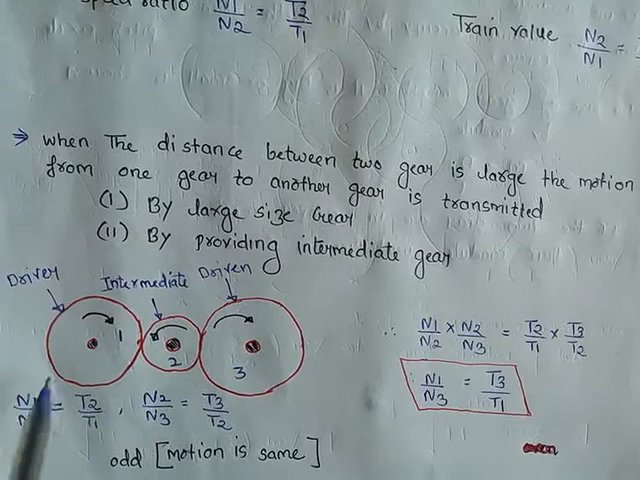 speed ratio N1/N2 = T2/T1
Train value N2/N1 =
⇒ when The distance between two gear is large the motion
from one gear to another gear is transmitted
(I) By large size Gear
(II) By providing intermediate gear
Driver Intermediate Driven
1 2 3
∴ N1/N2 × N2/N3 = T2/T1 × T3/T2
N1/N3 = T3/T1
= T2/T1 , N2/N3 = T3/T2
odd [motion is same]